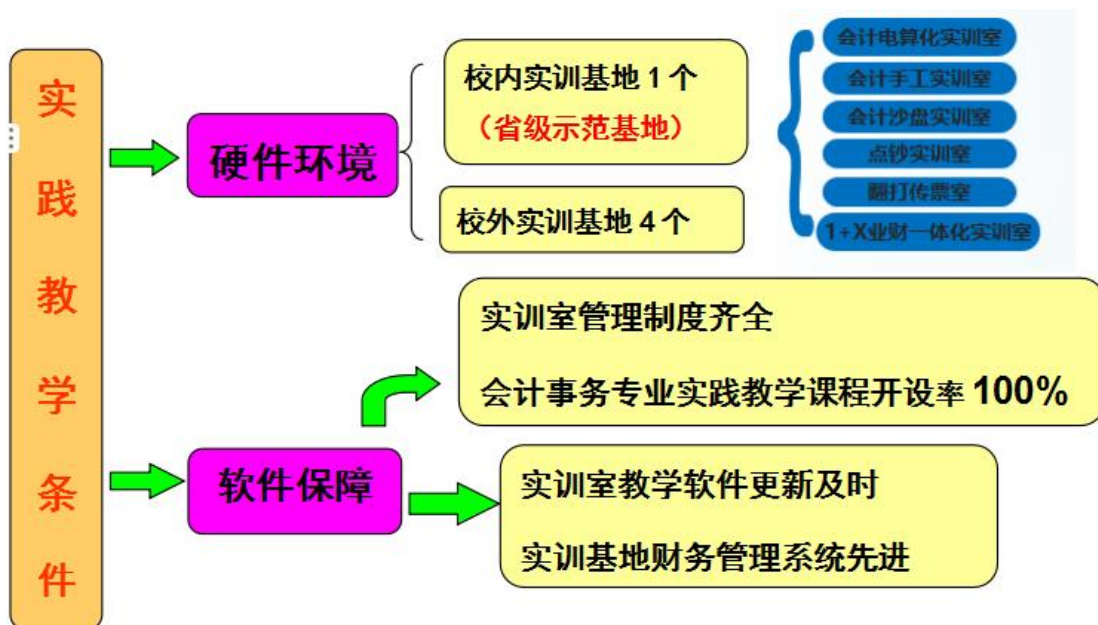 实践教学条件
硬件环境
校内实训基地 1 个
（省级示范基地）
校外实训基地 4 个
会计电算化实训室
会计手工实训室
会计沙盘实训室
点钞实训室
翻打传票室
1+X业财一体化实训室
软件保障
实训室管理制度齐全
会计事务专业实践教学课程开设率 100%
实训室教学软件更新及时
实训基地财务管理系统先进